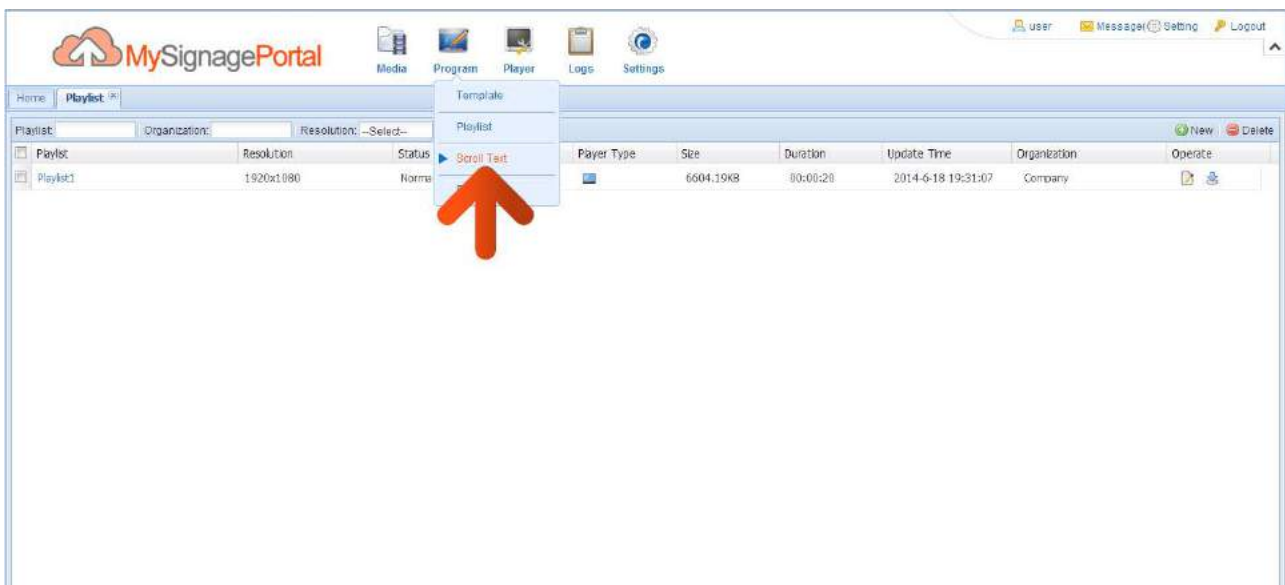 user Message( Setting Logout
MySignagePortal
Media Program Player Logs Settings
Home Playlist
Template
Playlist
Scroll Text
Playlist: Organization: Resolution: --Select-- New Delete
Playlist Resolution Status Player Type Size Duration Update Time Organization Operate
Playlist1 1920x1080 Norma 6604.19KB 00:00:20 2014-6-18 19:31:07 Company